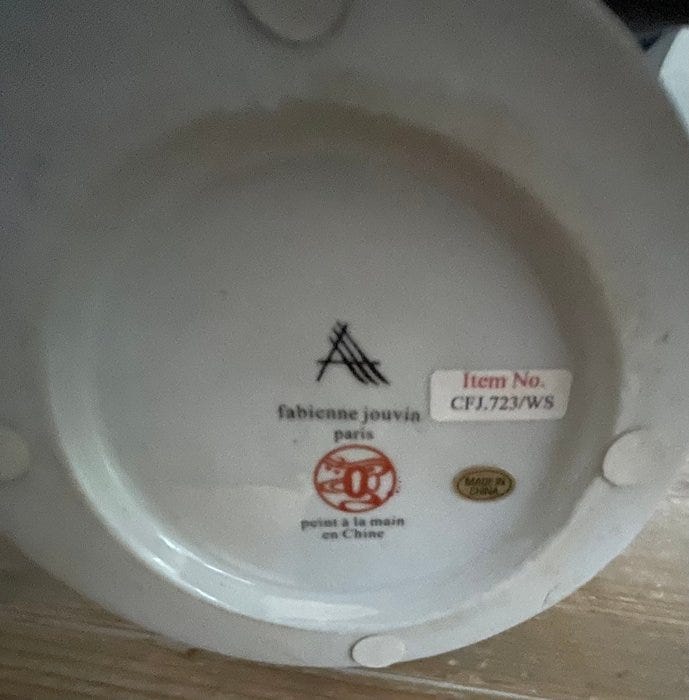 fabienne jouvin
paris
peint à la main
en Chine
Item No.
CFJ.723/WS
MADE IN
CHINA